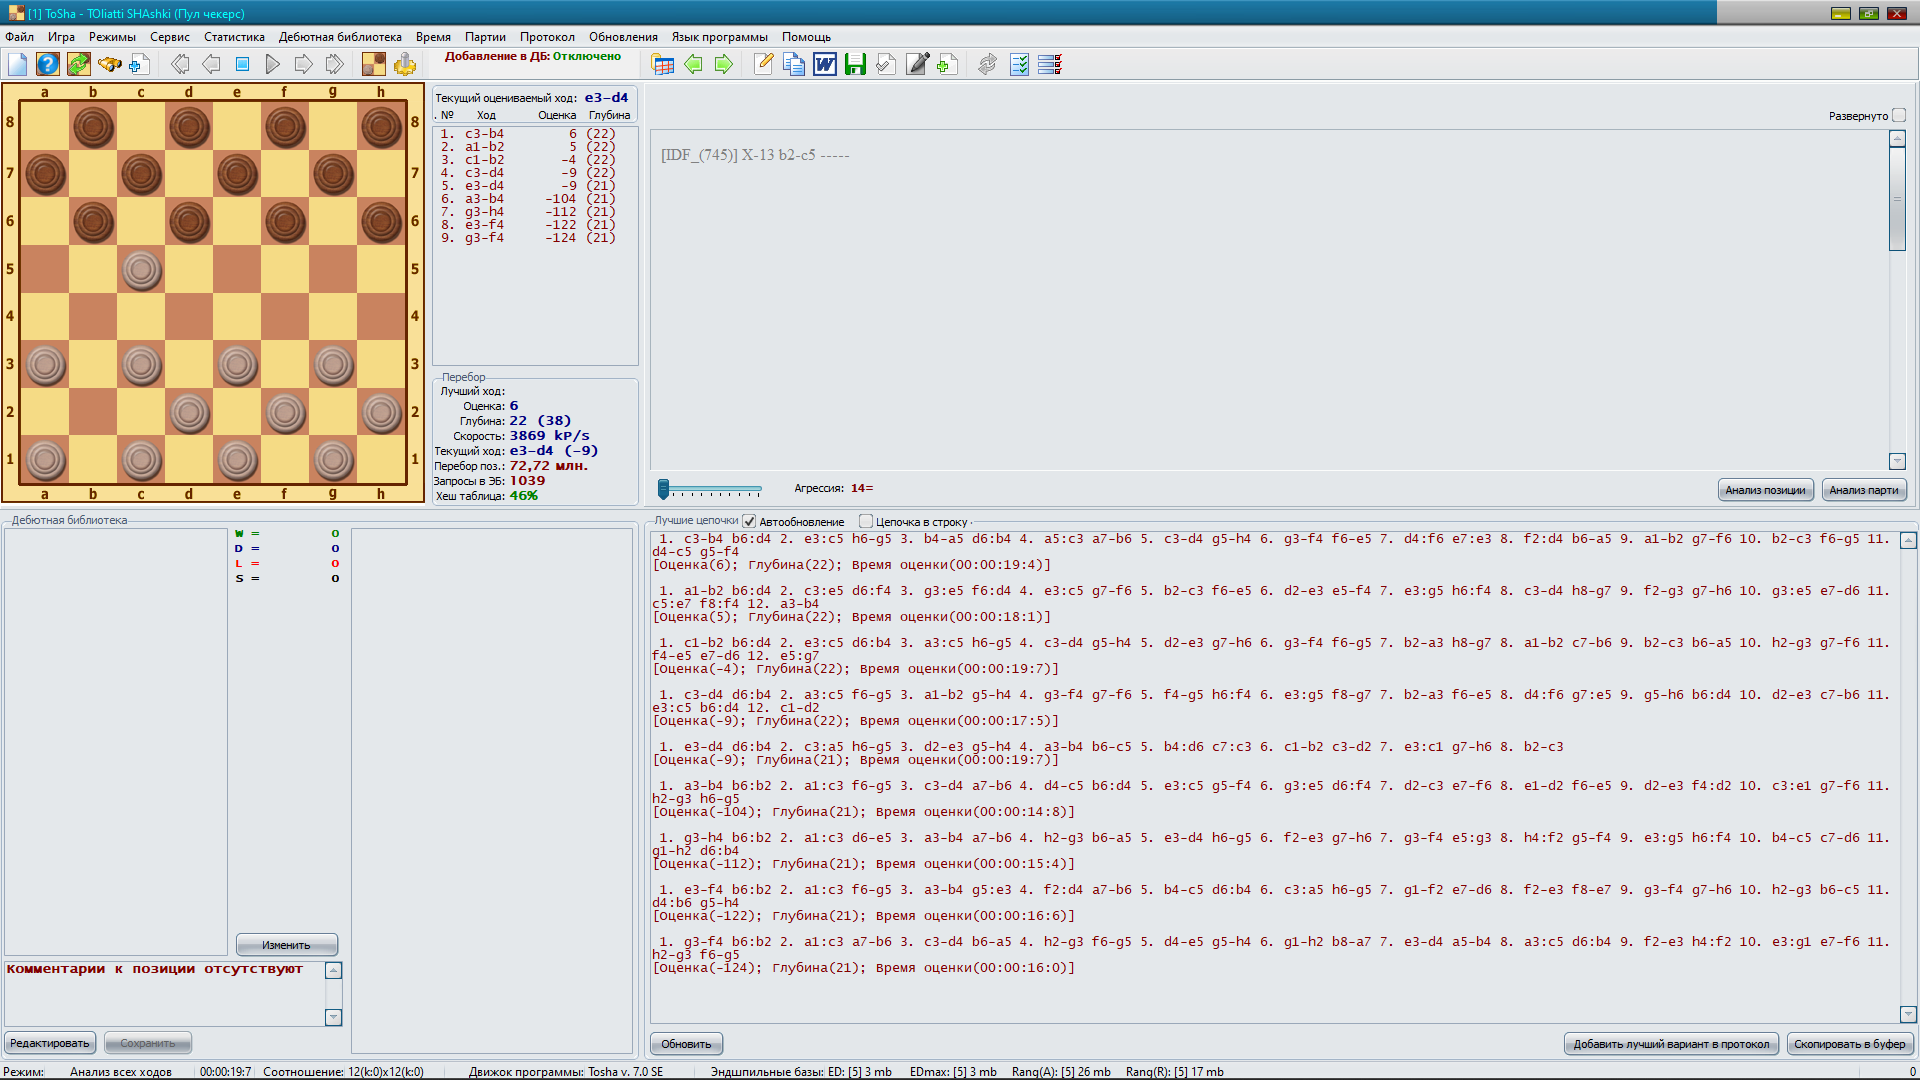 [1] ToSha - TOliatti SHAshki (Пул чекерс)
Файл Игра Режимы Сервис Статистика Дебютная библиотека Время Партии Протокол Обновления Язык программы Помощь
Добавление в ДБ: Отключено
a b c d e f g h
8 8
7 7
6 6
5 5
4 4
3 3
2 2
1 1
a b c d e f g h
Текущий оцениваемый ход: e3-d4
. № Ход Оценка Глубина
1. c3-b4 6 (22)
2. a1-b2 5 (22)
3. c1-b2 -4 (22)
4. c3-d4 -9 (22)
5. e3-d4 -9 (21)
6. a3-b4 -104 (21)
7. g3-h4 -112 (21)
8. e3-f4 -122 (21)
9. g3-f4 -124 (21)
Перебор
Лучший ход:
Оценка: 6
Глубина: 22 (38)
Скорость: 3869 kP/s
Текущий ход: e3-d4 (-9)
Перебор поз.: 72,72 млн.
Запросы в ЭБ: 1039
Хеш таблица: 46%
Развернуто
[IDF_(745)] X-13 b2-c5 -----
Агрессия: 14=
Анализ позиции Анализ парти
Дебютная библиотека
W = 0
D = 0
L = 0
S = 0
Изменить
Комментарии к позиции отсутствуют
Редактировать Сохранить
Лучшие цепочки Автообновление Цепочка в строку
1. c3-b4 b6:d4 2. e3:c5 h6-g5 3. b4-a5 d6:b4 4. a5:c3 a7-b6 5. c3-d4 g5-h4 6. g3-f4 f6-e5 7. d4:f6 e7:e3 8. f2:d4 b6-a5 9. a1-b2 g7-f6 10. b2-c3 f6-g5 11.
d4-c5 g5-f4
[Оценка(6); Глубина(22); Время оценки(00:00:19:4)]
1. a1-b2 b6:d4 2. c3:e5 d6:f4 3. g3:e5 f6:d4 4. e3:c5 g7-f6 5. b2-c3 f6-e5 6. d2-e3 e5-f4 7. e3:g5 h6:f4 8. c3-d4 h8-g7 9. f2-g3 g7-h6 10. g3:e5 e7-d6 11.
c5:e7 f8:f4 12. a3-b4
[Оценка(5); Глубина(22); Время оценки(00:00:18:1)]
1. c1-b2 b6:d4 2. e3:c5 d6:b4 3. a3:c5 h6-g5 4. c3-d4 g5-h4 5. d2-e3 g7-h6 6. g3-f4 f6-g5 7. b2-a3 h8-g7 8. a1-b2 c7-b6 9. b2-c3 b6-a5 10. h2-g3 g7-f6 11.
f4-e5 e7-d6 12. e5:g7
[Оценка(-4); Глубина(22); Время оценки(00:00:19:7)]
1. c3-d4 d6:b4 2. a3:c5 f6-g5 3. a1-b2 g5-h4 4. g3-f4 g7-f6 5. f4-g5 h6:f4 6. e3:g5 f8-g7 7. b2-a3 f6-e5 8. d4:f6 g7:e5 9. g5-h6 b6:d4 10. d2-e3 c7-b6 11.
e3:c5 b6:d4 12. c1-d2
[Оценка(-9); Глубина(22); Время оценки(00:00:17:5)]
1. e3-d4 d6:b4 2. c3:a5 h6-g5 3. d2-e3 g5-h4 4. a3-b4 b6-c5 5. b4:d6 c7:c3 6. c1-b2 c3-d2 7. e3:c1 g7-h6 8. b2-c3
[Оценка(-9); Глубина(21); Время оценки(00:00:19:7)]
1. a3-b4 b6:b2 2. a1:c3 f6-g5 3. c3-d4 a7-b6 4. d4-c5 b6:d4 5. e3:c5 g5-f4 6. g3:e5 d6:f4 7. d2-c3 e7-f6 8. e1-d2 f6-e5 9. d2-e3 f4:d2 10. c3:e1 g7-f6 11.
h2-g3 h6-g5
[Оценка(-104); Глубина(21); Время оценки(00:00:14:8)]
1. g3-h4 b6:b2 2. a1:c3 d6-e5 3. a3-b4 a7-b6 4. h2-g3 b6-a5 5. e3-d4 h6-g5 6. f2-e3 g7-h6 7. g3-f4 e5:g3 8. h4:f2 g5-f4 9. e3:g5 h6:f4 10. b4-c5 c7-d6 11.
g1-h2 d6:b4
[Оценка(-112); Глубина(21); Время оценки(00:00:15:4)]
1. e3-f4 b6:b2 2. a1:c3 f6-g5 3. a3-b4 g5:e3 4. f2:d4 a7-b6 5. b4-c5 d6:b4 6. c3:a5 h6-g5 7. g1-f2 e7-d6 8. f2-e3 f8-e7 9. g3-f4 g7-h6 10. h2-g3 b6-c5 11.
d4:b6 g5-h4
[Оценка(-122); Глубина(21); Время оценки(00:00:16:6)]
1. g3-f4 b6:b2 2. a1:c3 a7-b6 3. c3-d4 b6-a5 4. h2-g3 f6-g5 5. d4-e5 g5-h4 6. g1-h2 b8-a7 7. e3-d4 a5-b4 8. a3:c5 d6:b4 9. f2-e3 h4:f2 10. e3:g1 e7-f6 11.
h2-g3 f6-g5
[Оценка(-124); Глубина(21); Время оценки(00:00:16:0)]
Обновить Добавить лучший вариант в протокол Скопировать в буфер
Режим: Анализ всех ходов 00:00:19:7 Соотношение: 12(k:0)x12(k:0) Движок программы: Tosha v. 7.0 SE Эндшпильные базы: ED: [5] 3 mb EDmax: [5] 3 mb Rang(A): [5] 26 mb Rang(R): [5] 17 mb 0